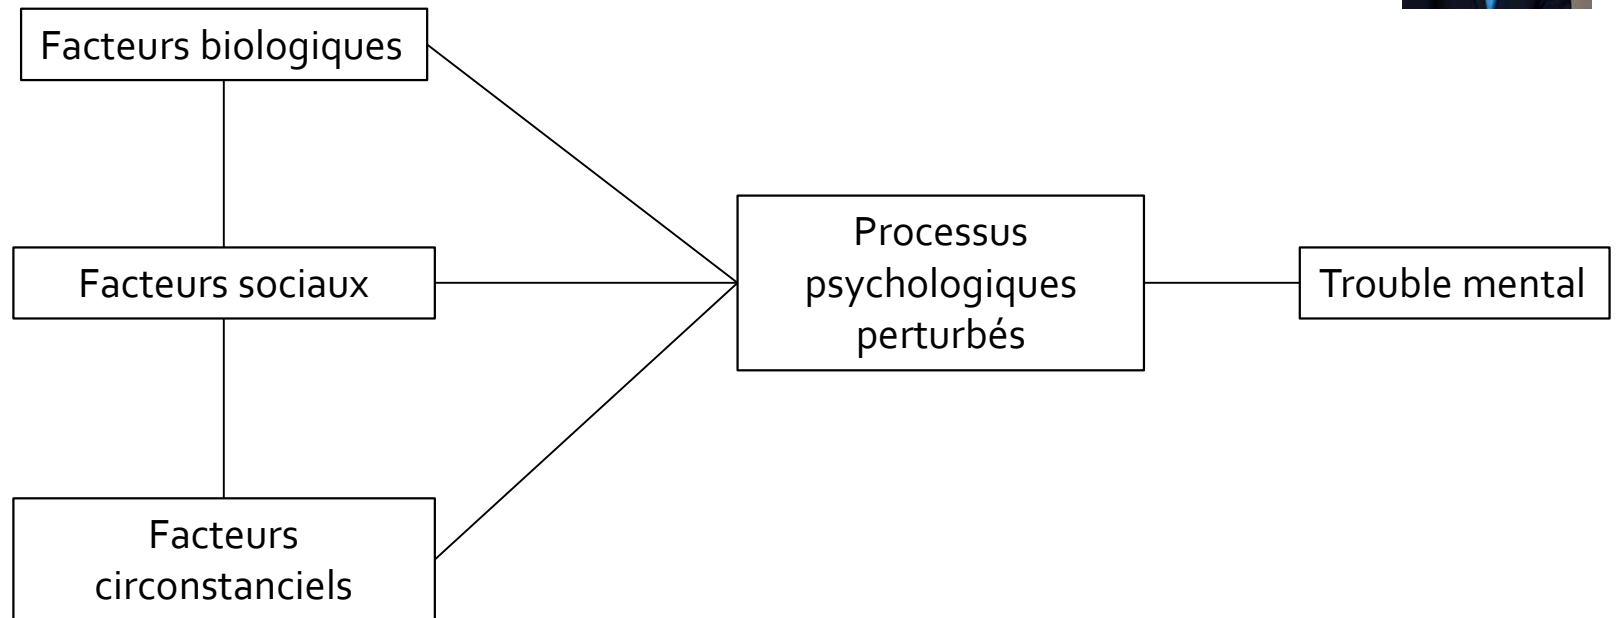 Facteurs biologiques
Facteurs sociaux
Processus
psychologiques
perturbés
Trouble mental
Facteurs
circonstanciels